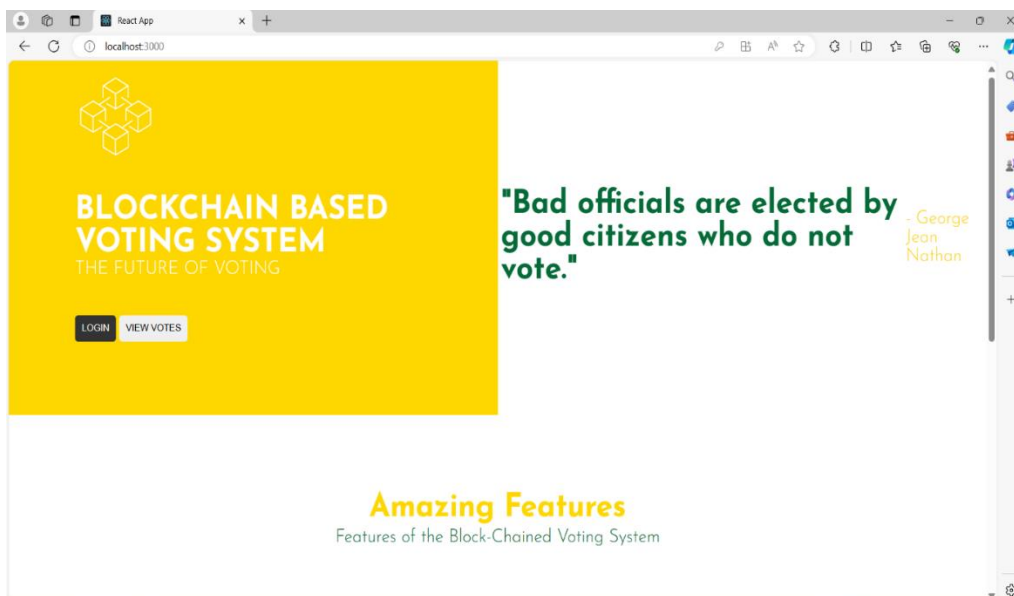 React App
localhost:3000
BLOCKCHAIN BASED
VOTING SYSTEM
THE FUTURE OF VOTING
LOGIN VIEW VOTES
"Bad officials are elected by
good citizens who do not
vote."
- George
Jean
Nathan
Amazing Features
Features of the Block-Chained Voting System